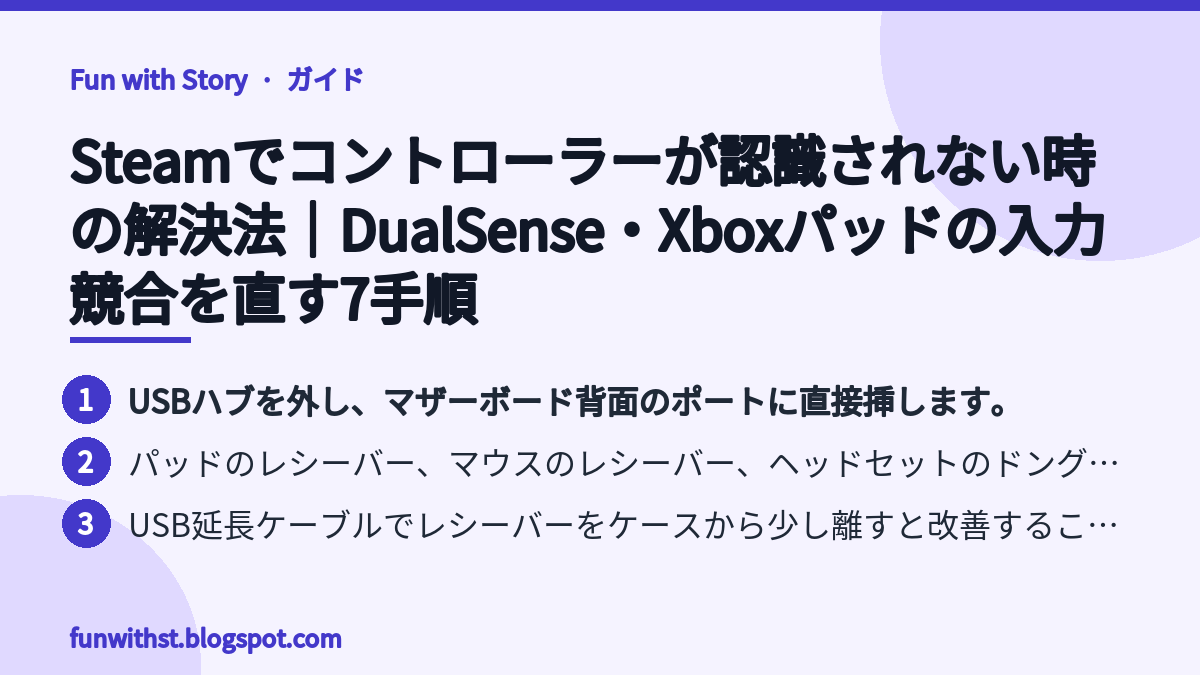 Fun with Story ・ ガイド
Steamでコントローラーが認識されない時
の解決法｜DualSense・Xboxパッドの入力
競合を直す7手順
1 USBハブを外し、マザーボード背面のポートに直接挿します。
2 パッドのレシーバー、マウスのレシーバー、ヘッドセットのドング…
3 USB延長ケーブルでレシーバーをケースから少し離すと改善するこ…
funwithst.blogspot.com